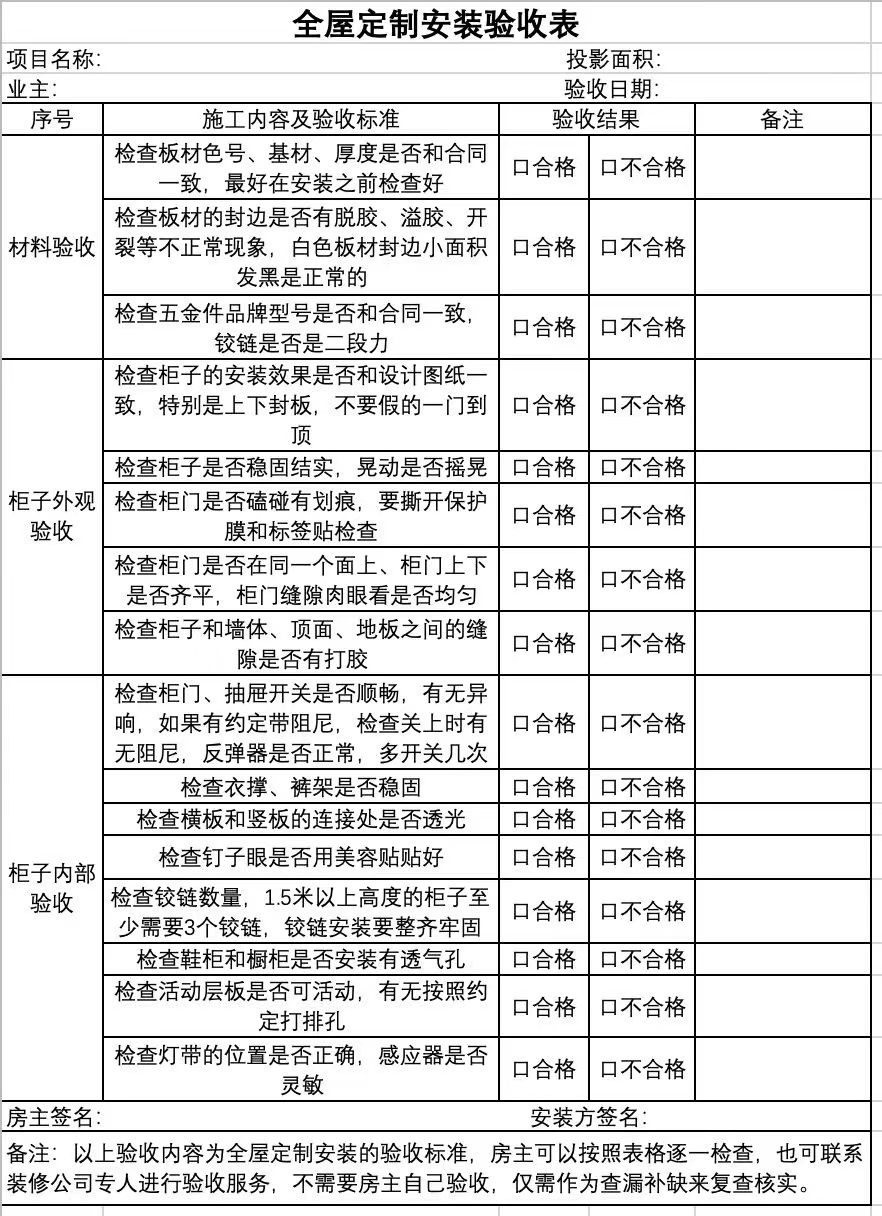 全屋定制安装验收表
项目名称： 投影面积：
业主： 验收日期：
序号 施工内容及验收标准 验收结果 备注
材料验收
检查板材色号、基材、厚度是否和合同
一致，最好在安装之前检查好
口合格 口不合格
检查板材的封边是否有脱胶、溢胶、开
裂等不正常现象，白色板材封边小面积
发黑是正常的
口合格 口不合格
检查五金件品牌型号是否和合同一致，
铰链是否是二段力
口合格 口不合格
柜子外观
验收
检查柜子的安装效果是否和设计图纸一
致，特别是上下封板，不要假的一门到
顶
口合格 口不合格
检查柜子是否稳固结实，晃动是否摇晃
口合格 口不合格
检查柜门是否磕碰有划痕，要撕开保护
膜和标签贴检查
口合格 口不合格
检查柜门是否在同一个面上、柜门上下
是否齐平，柜门缝隙肉眼看是否均匀
口合格 口不合格
检查柜子和墙体、顶面、地板之间的缝
隙是否有打胶
口合格 口不合格
柜子内部
验收
检查柜门、抽屉开关是否顺畅，有无异
响，如果有约定带阻尼，检查关上时有
无阻尼，反弹器是否正常，多开关几次
口合格 口不合格
检查衣撑、裤架是否稳固
口合格 口不合格
检查横板和竖板的连接处是否透光
口合格 口不合格
检查钉子眼是否用美容贴贴好
口合格 口不合格
检查铰链数量，1.5米以上高度的柜子至
少需要3个铰链，铰链安装要整齐牢固
口合格 口不合格
检查鞋柜和橱柜是否安装有透气孔
口合格 口不合格
检查活动层板是否可活动，有无按照约
定打排孔
口合格 口不合格
检查灯带的位置是否正确，感应器是否
灵敏
口合格 口不合格
房主签名： 安装方签名：
备注：以上验收内容为全屋定制安装的验收标准，房主可以按照表格逐一检查，也可联系
装修公司专人进行验收服务，不需要房主自己验收，仅需作为查漏补缺来复查核实。